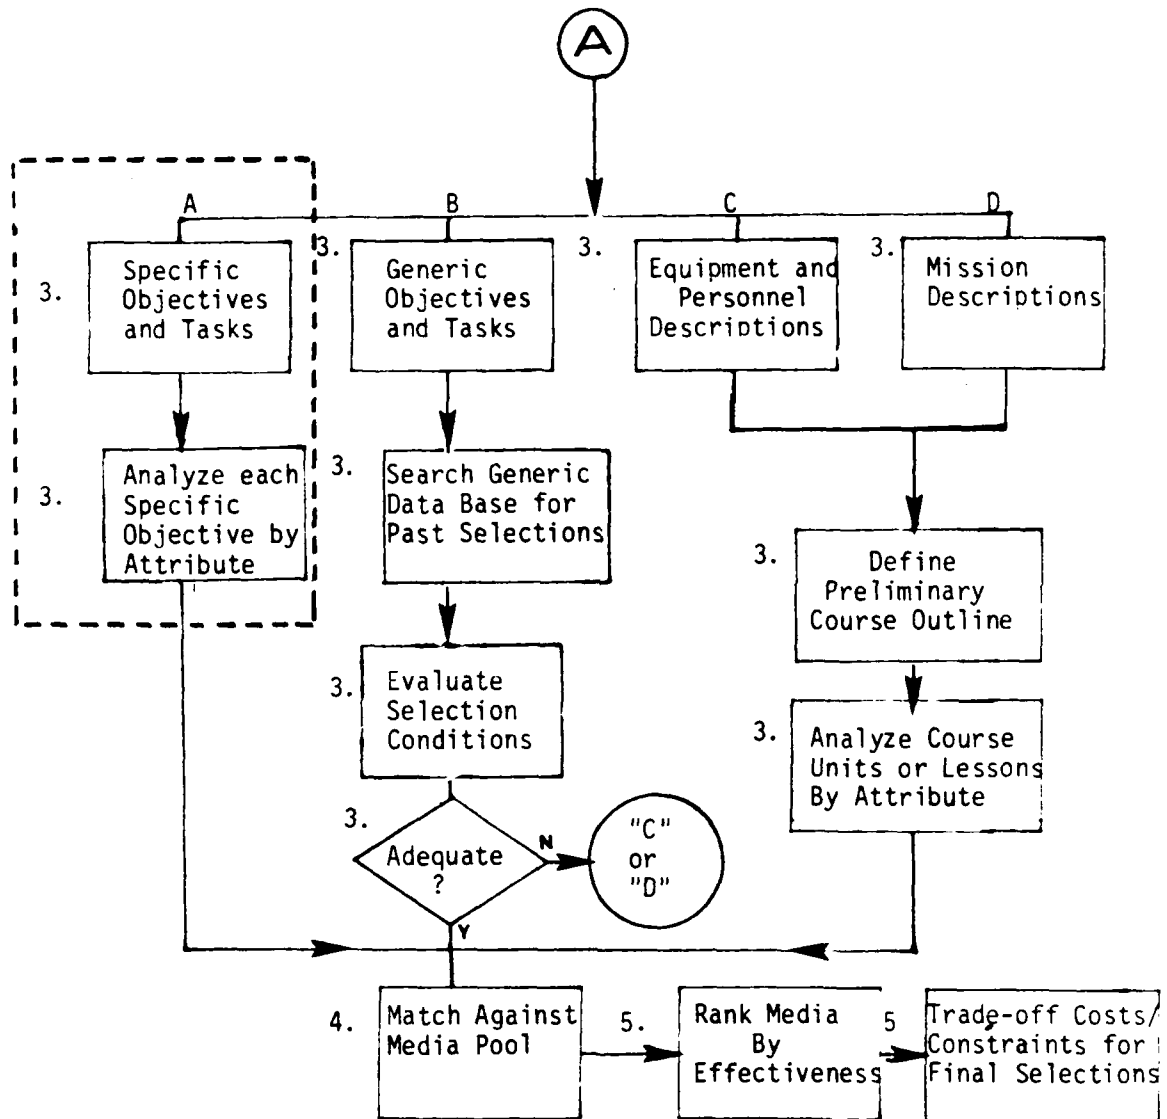 A
A
B
C
D
3.
Specific
Objectives
and Tasks
3.
Generic
Objectives
and Tasks
3.
Equipment and
Personnel
Descriptions
3.
Mission
Descriptions
3.
Analyze each
Specific
Objective by
Attribute
3.
Search Generic
Data Base for
Past Selections
3.
Define
Preliminary
Course Outline
3.
Evaluate
Selection
Conditions
3.
Analyze Course
Units or Lessons
By Attribute
3.
Adequate
?
N
"C"
or
"D"
Y
4.
Match Against
Media Pool
5.
Rank Media
By
Effectiveness
5
Trade-off Costs/
Constraints for
Final Selections